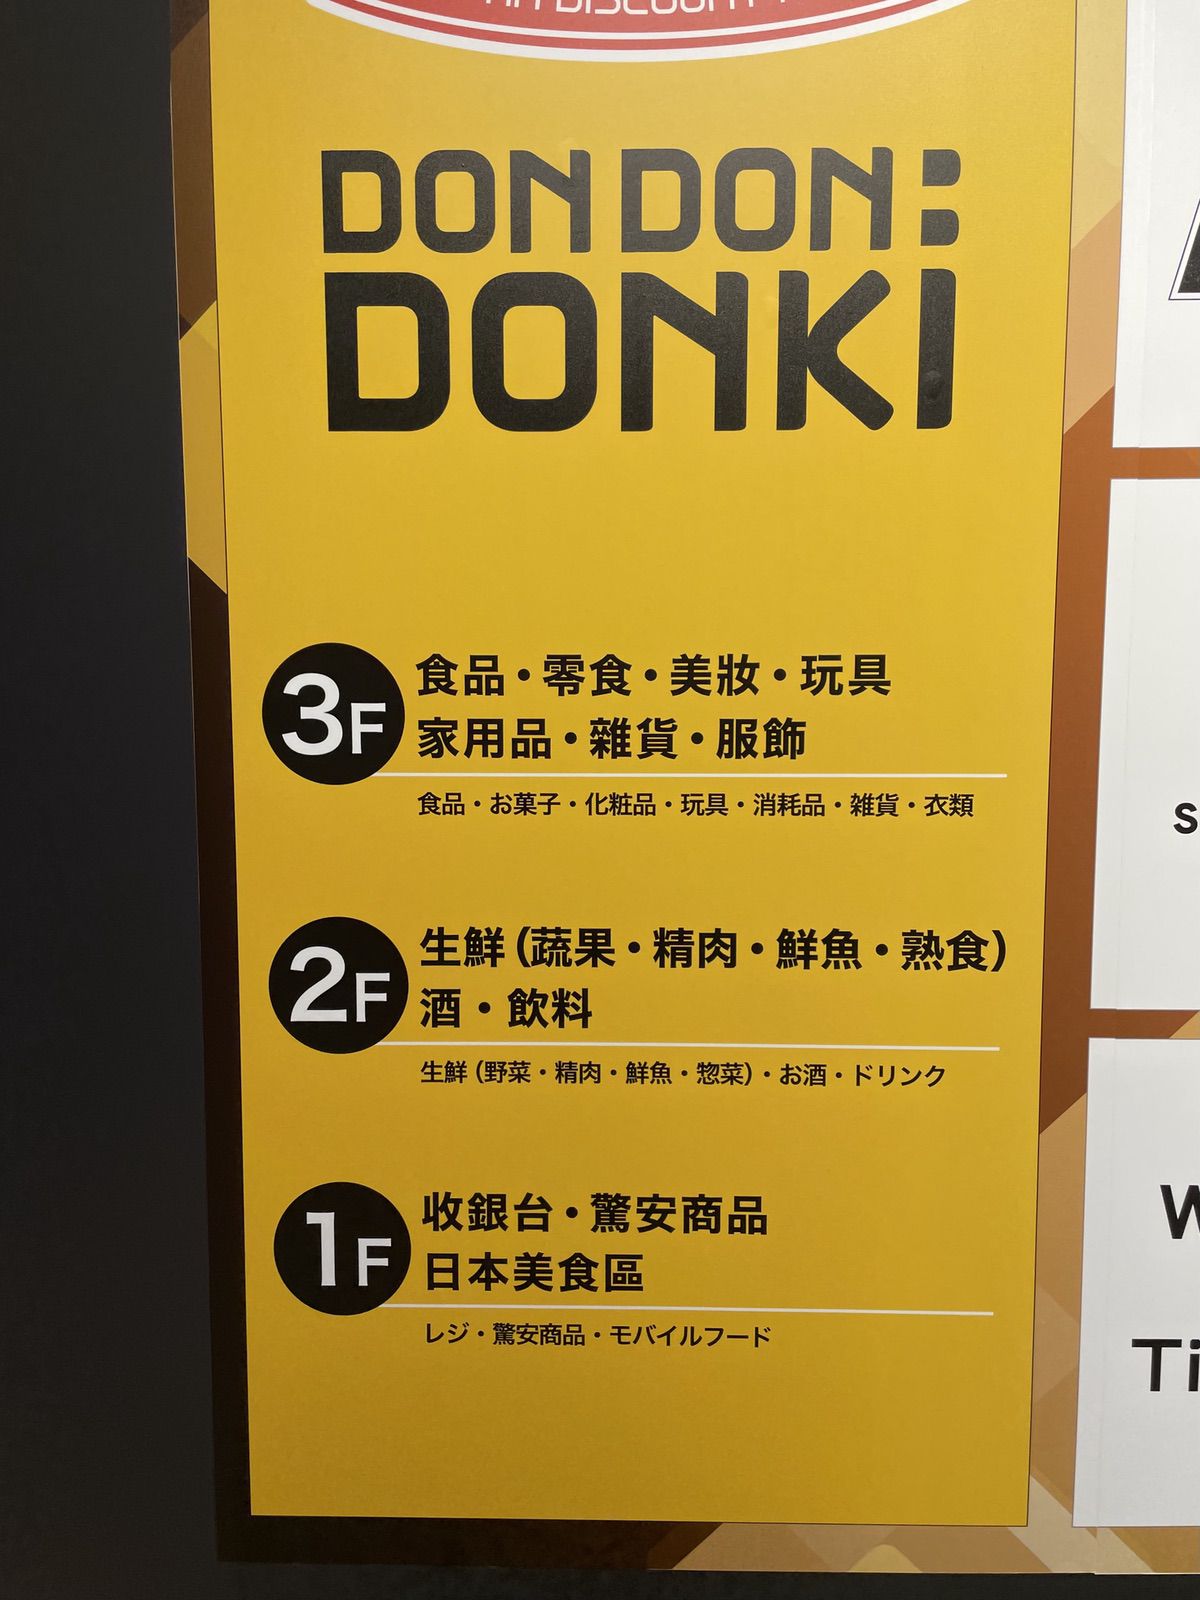 DISCOUNT
DON DON:
DONKI
3F
食品・零食・美妝・玩具
家用品・雜貨・服飾
食品・お菓子・化粧品・玩具・消耗品・雑貨・衣類
2F
生鮮（蔬果・精肉・鮮魚・熟食）
酒・飲料
生鮮（野菜・精肉・鮮魚・惣菜）・お酒・ドリンク
1F
收銀台・驚安商品
日本美食區
レジ・驚安商品・モバイルフード